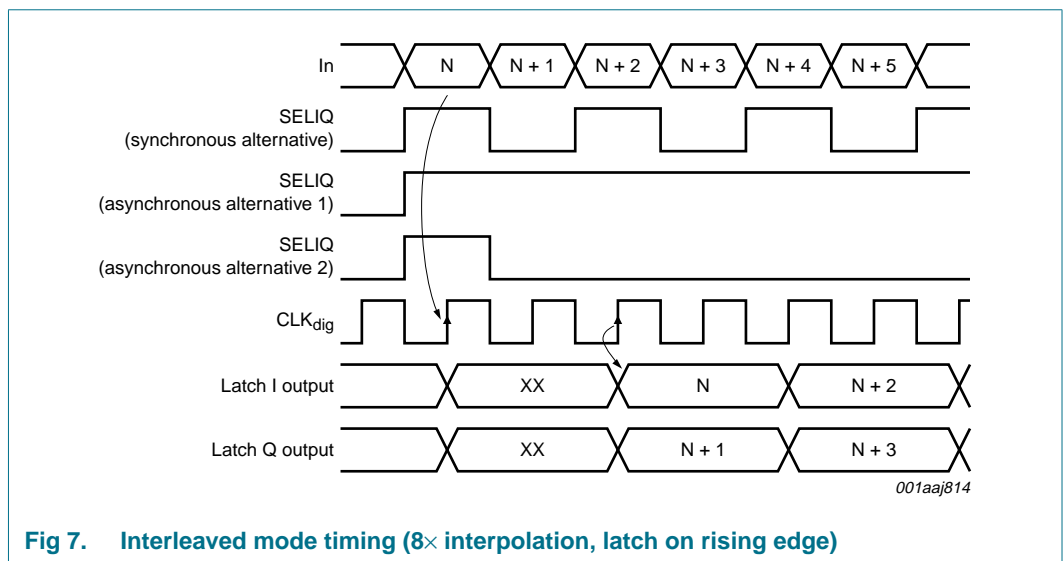 In
N
N + 1
N + 2
N + 3
N + 4
N + 5
SELIQ
(synchronous alternative)
SELIQ
(asynchronous alternative 1)
SELIQ
(asynchronous alternative 2)
CLKdig
Latch I output
XX
N
N + 2
Latch Q output
XX
N + 1
N + 3
001aaj814
Fig 7. Interleaved mode timing (8× interpolation, latch on rising edge)